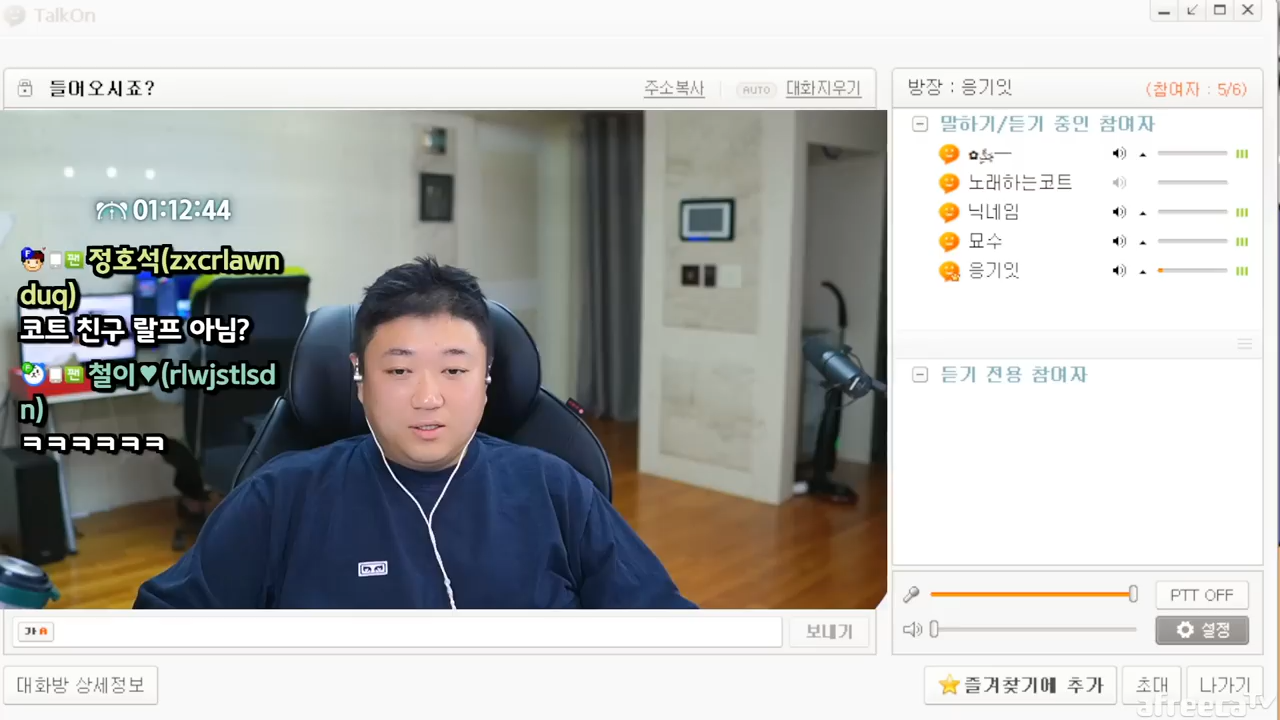 TalkOn
들어오시죠?
주소복사
AUTO
대화지우기
01:12:44
팬 정호석(zxcrlawn
duq)
코트 친구 랄프 아님?
팬 철이♥(rlwjstlsd
n)
ㅋㅋㅋㅋㅋㅋ
가
보내기
대화방 상세정보
방장 : 응기잇
(참여자 : 5/6)
말하기/듣기 중인 참여자
노래하는코트
닉네임
묘수
응기잇
듣기 전용 참여자
PTT OFF
설정
즐겨찾기에 추가
초대
나가기
afreecaTV